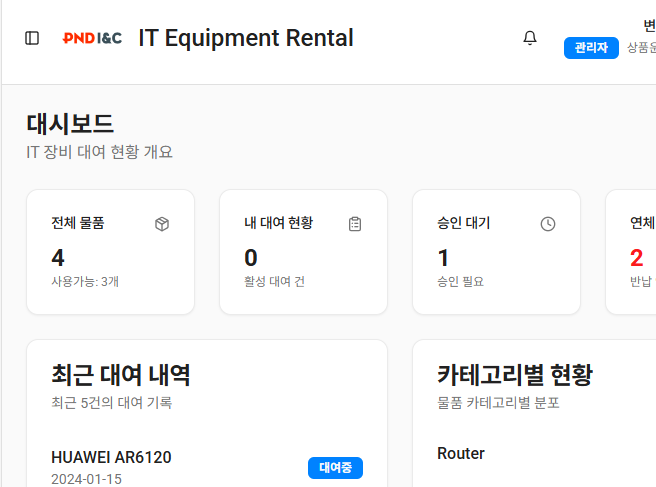 PND I&C IT Equipment Rental
변
관리자 상품운
대시보드
IT 장비 대여 현황 개요
전체 물품
4
사용가능: 3개
내 대여 현황
0
활성 대여 건
승인 대기
1
승인 필요
연체
2
반납
최근 대여 내역
최근 5건의 대여 기록
HUAWEI AR6120
대여중
2024-01-15
카테고리별 현황
물품 카테고리별 분포
Router